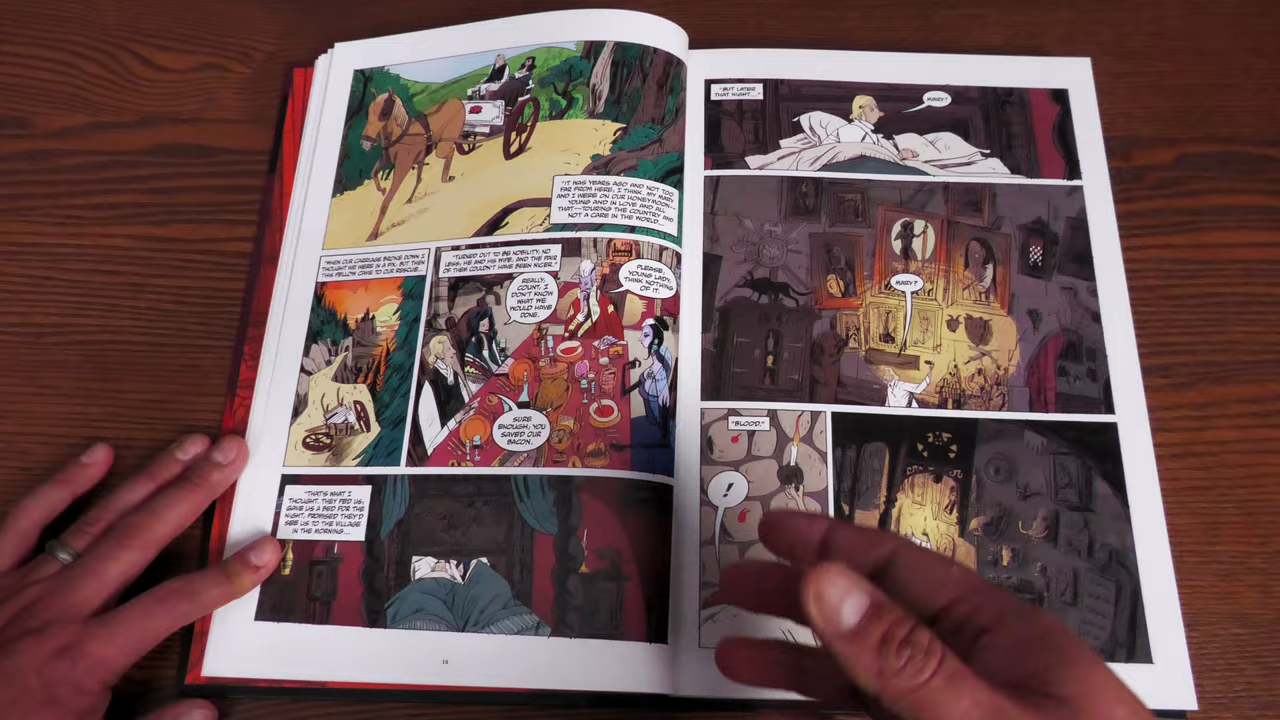 "IT WAS YEARS AGO AND NOT TOO
FAR FROM HERE, I THINK. MY MARY
AND I WERE ON OUR HONEYMOON--
YOUNG AND IN LOVE AND ALL
THAT--TOURING THE COUNTRY AND
NOT A CARE IN THE WORLD...
"WHEN OUR CARRIAGE BROKE DOWN I
THOUGHT WE WERE IN A FIX, BUT THEN
THIS FELLOW CAME TO OUR RESCUE...
"TURNED OUT TO BE NOBILITY, NO
LESS, HE AND HIS WIFE, AND THE PAIR
OF THEM COULDN'T HAVE BEEN NICER."
REALLY,
COUNT, I
DON'T KNOW
WHAT WE
WOULD HAVE
DONE.
PLEASE,
YOUNG LADY,
THINK NOTHING
OF IT.
SURE
ENOUGH, YOU
SAVED OUR
BACON.
"THAT'S WHAT I
THOUGHT. THEY FED US,
GAVE US A BED FOR THE
NIGHT, PROMISED THEY'D
SEE US TO THE VILLAGE
IN THE MORNING...
18
"BUT LATER
THAT NIGHT..."
MARY?
MARY?
"BLOOD."
!